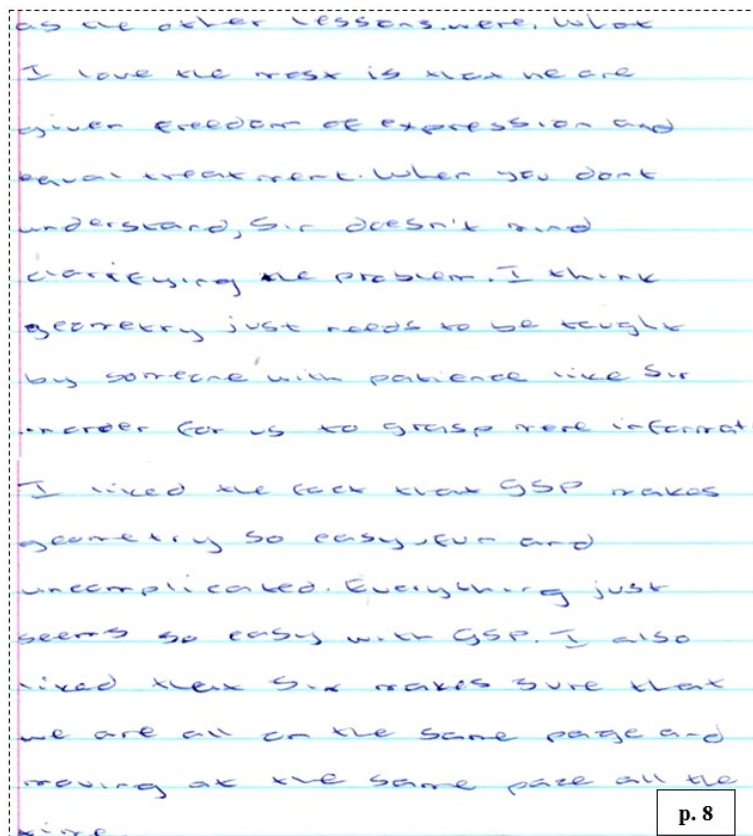 as the other lessons were. What
I love the most is that we are
given freedom of expression and
equal treatment. When you dont
understand, Sir doesn't mind
clarifying the problem. I think
geometry just needs to be taught
by someone with patience like Sir
inorder for us to grasp more informat
I liked the fact that GSP makes
geometry so easy, fun and
uncomplicated. Everything just
seems so easy with GSP. I also
liked that Sir makes sure that
we are all on the same page and
moving at the same pace all the
time.
p. 8